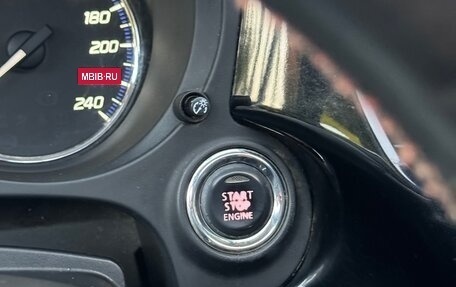 180
200
MBIB.RU
240
START
STOP
ENGINE